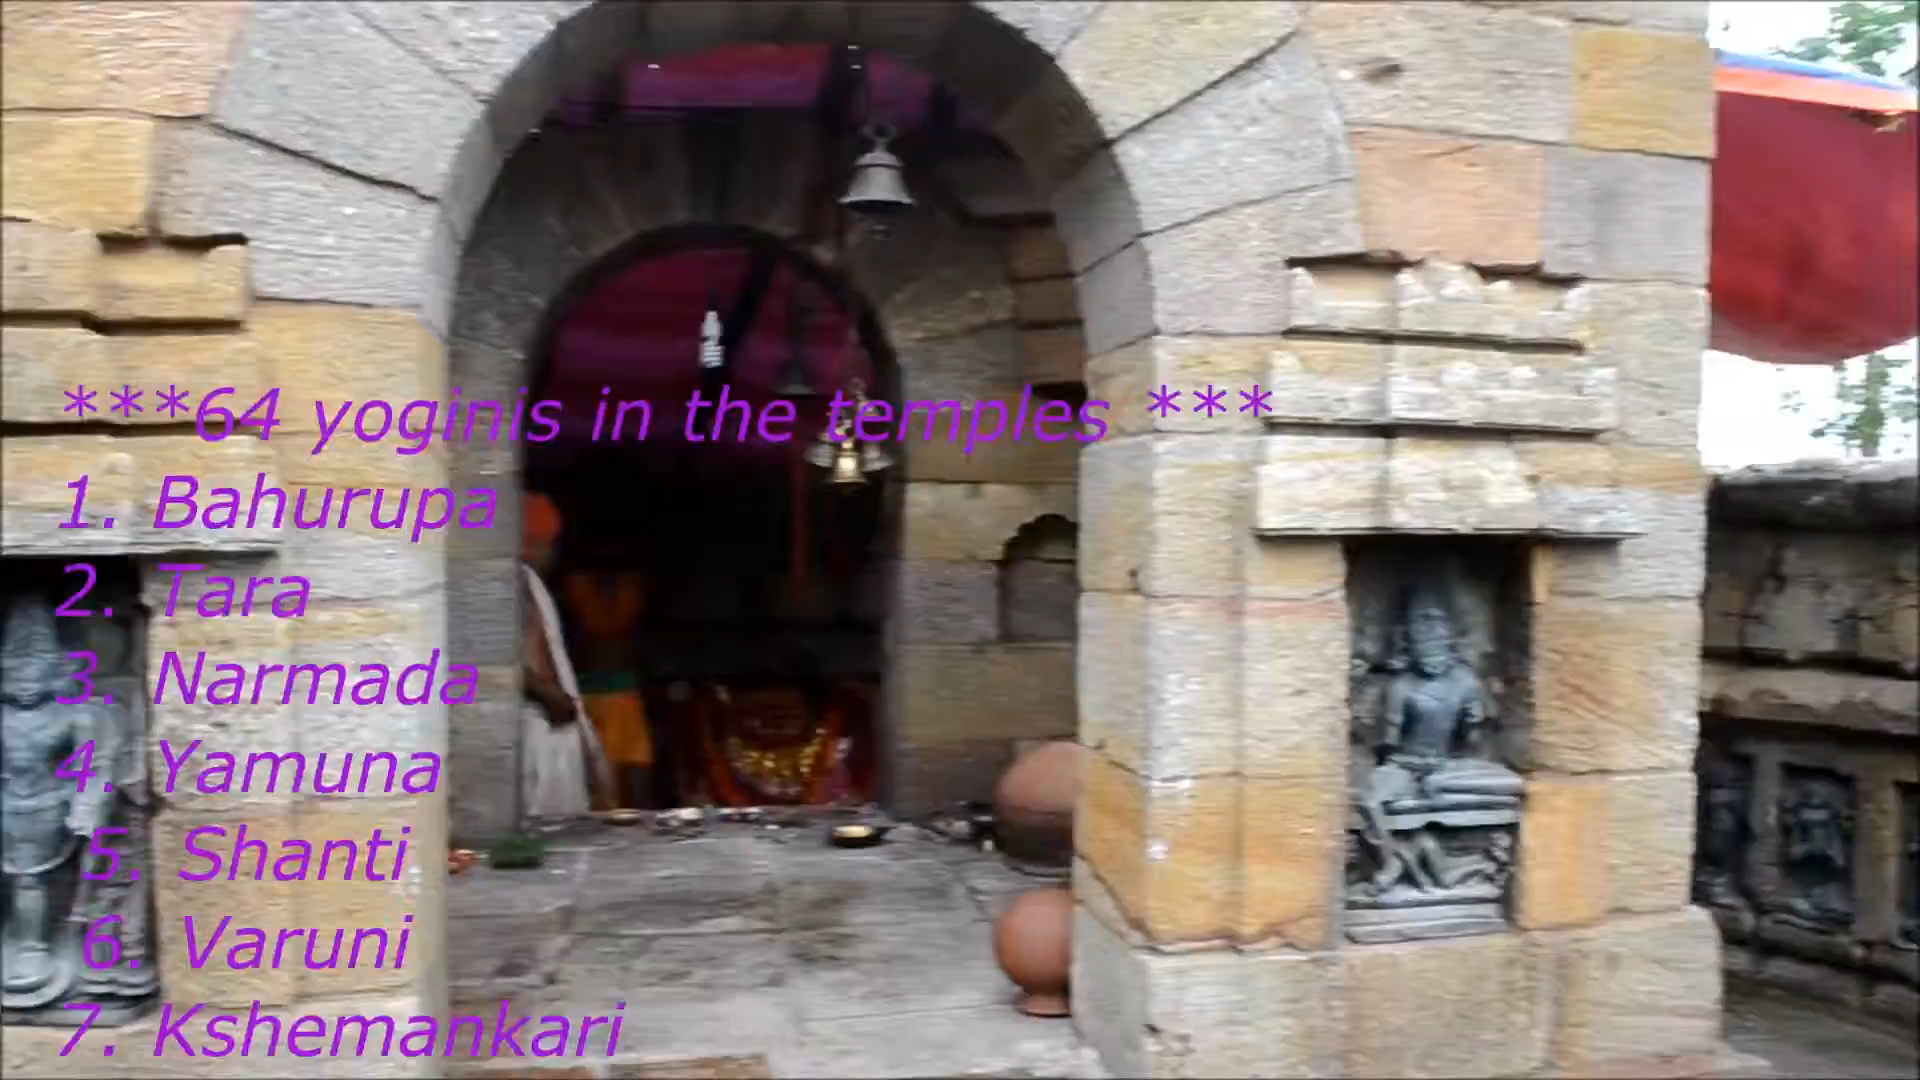 ***64 yoginis in the temples ***
1. Bahurupa
2. Tara
3. Narmada
4. Yamuna
5. Shanti
6. Varuni
7. Kshemankari